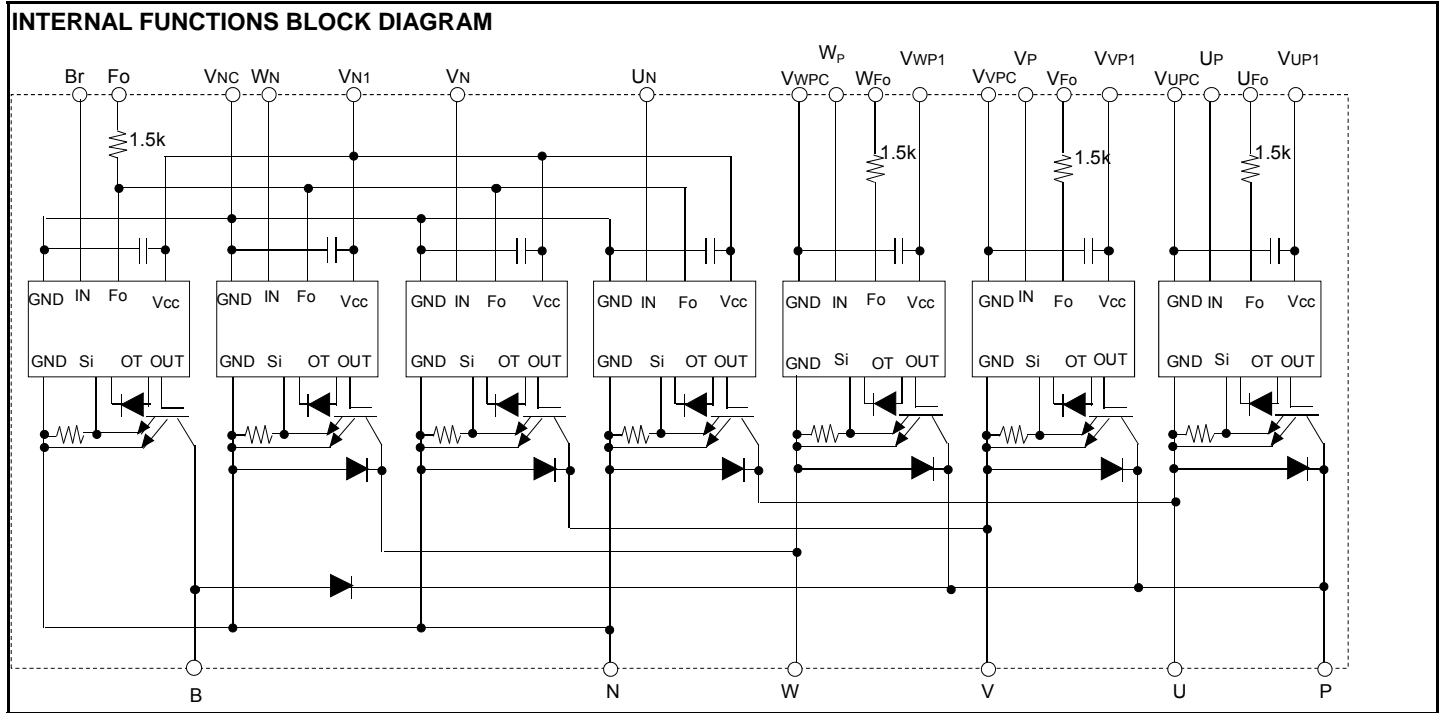 INTERNAL FUNCTIONS BLOCK DIAGRAM
Br Fo VNC WN VN1 VN UN VWPC WP WFo VWP1 VVPC VP VFo VVP1 VUPC UP UFo VUP1
1.5k 1.5k 1.5k 1.5k
GND IN Fo Vcc GND IN Fo Vcc GND IN Fo Vcc GND IN Fo Vcc GND IN Fo Vcc GND IN Fo Vcc GND IN Fo Vcc
GND Si OT OUT GND Si OT OUT GND Si OT OUT GND Si OT OUT GND Si OT OUT GND Si OT OUT GND Si OT OUT
B N W V U P